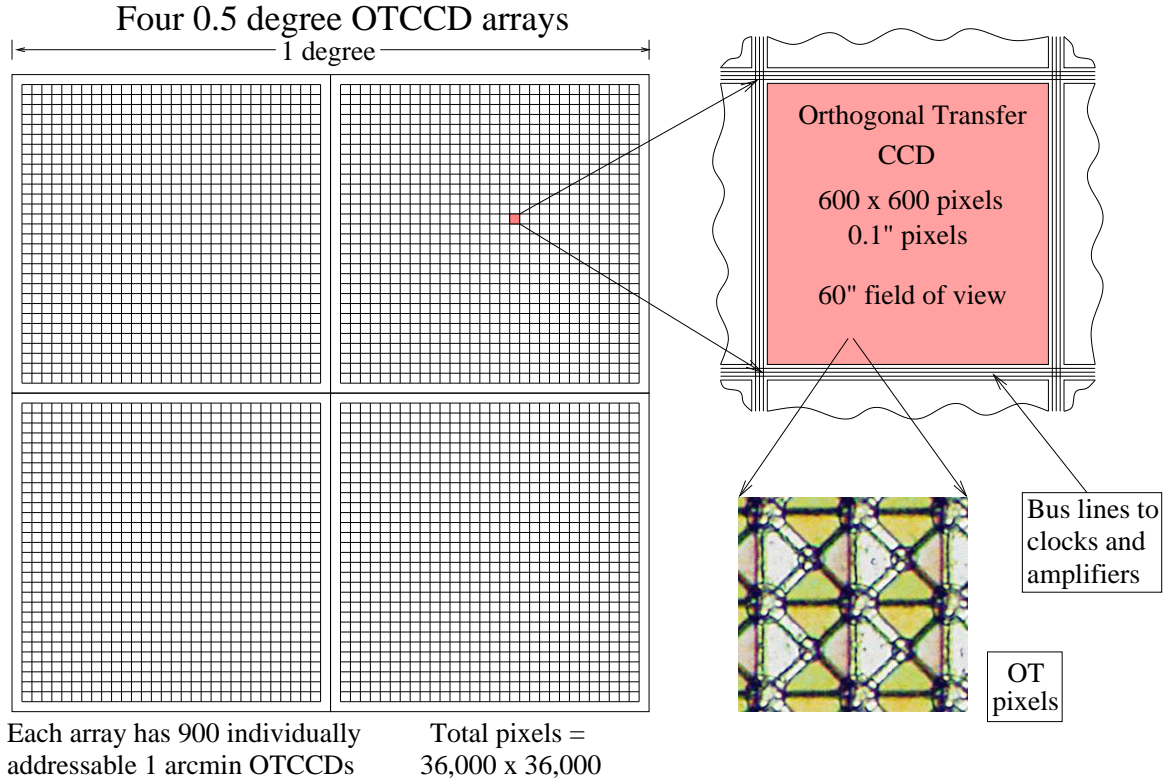 Four 0.5 degree OTCCD arrays
1 degree
Orthogonal Transfer
CCD
600 x 600 pixels
0.1" pixels
60" field of view
Bus lines to
clocks and
amplifiers
OT
pixels
Each array has 900 individually
addressable 1 arcmin OTCCDs
Total pixels =
36,000 x 36,000